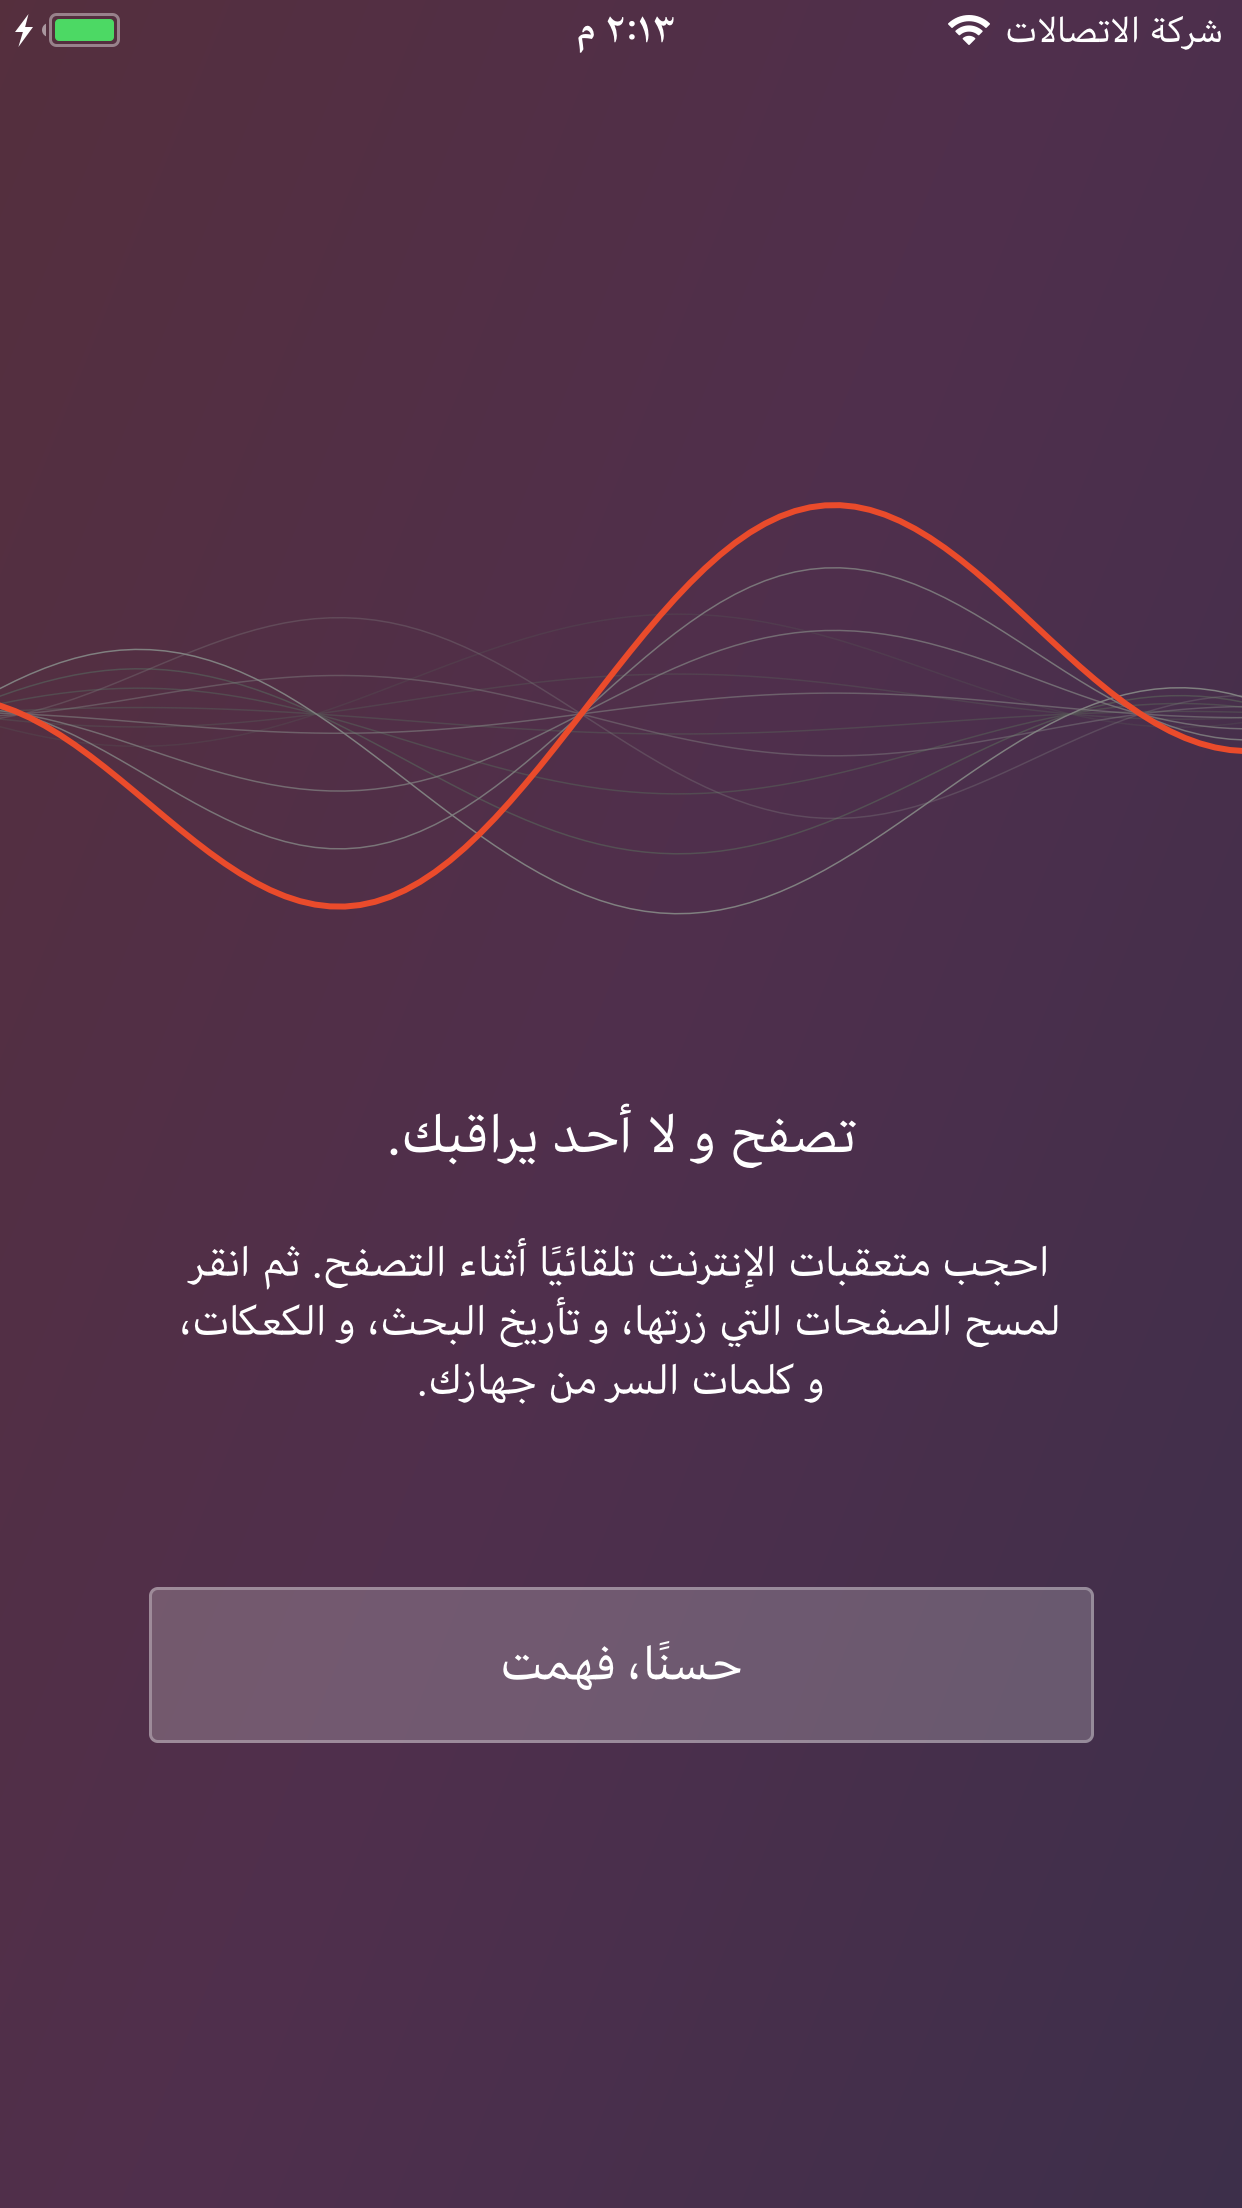 شركة الاتصالات
٢:١٣ م
تصفح و لا أحد يراقبك.
احجب متعقبات الإنترنت تلقائيًا أثناء التصفح. ثم انقر
لمسح الصفحات التي زرتها، و تأريخ البحث، و الكعكات،
و كلمات السر من جهازك.
حسنًا، فهمت